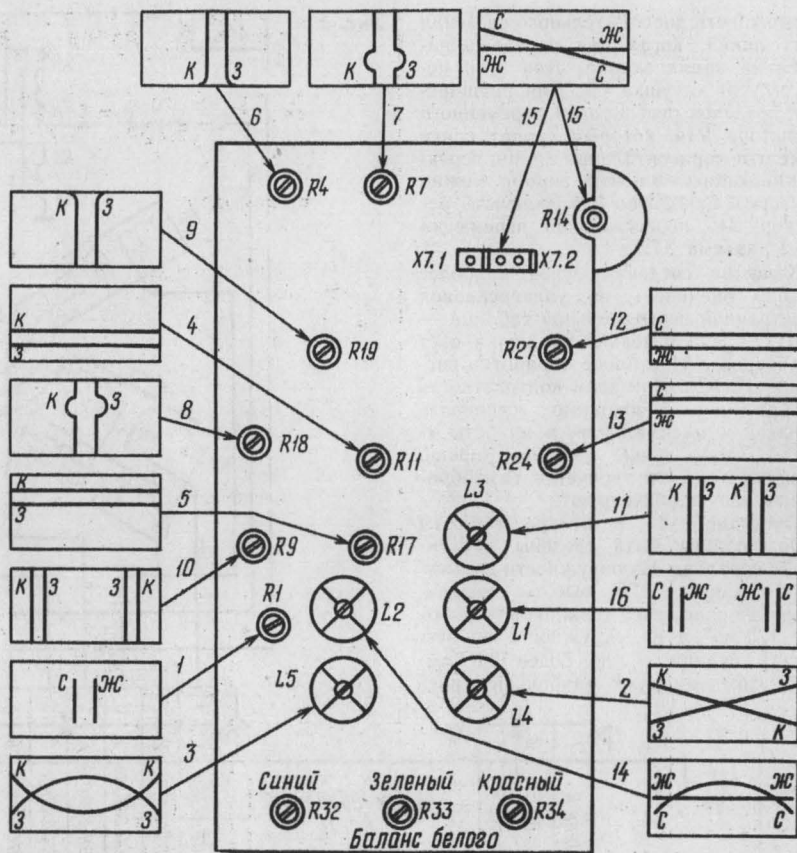 К З
К З
С Ж
Ж С
6
7
15 15
R4
R7
R14
К З
9
X7.1 X7.2
12
С
Ж
R19
R27
К
З
4
13
С
Ж
К З
8
R18
R11
R24
L3
11
К З К З
К
З
5
R9
R17
К З З К
10
R1
L2
L1
16
С Ж Ж С
С Ж
1
L5
L4
2
К З
З К
К К
З З
3
14
Ж Ж
С С
Синий Зеленый Красный
R32 R33 R34
Баланс белого